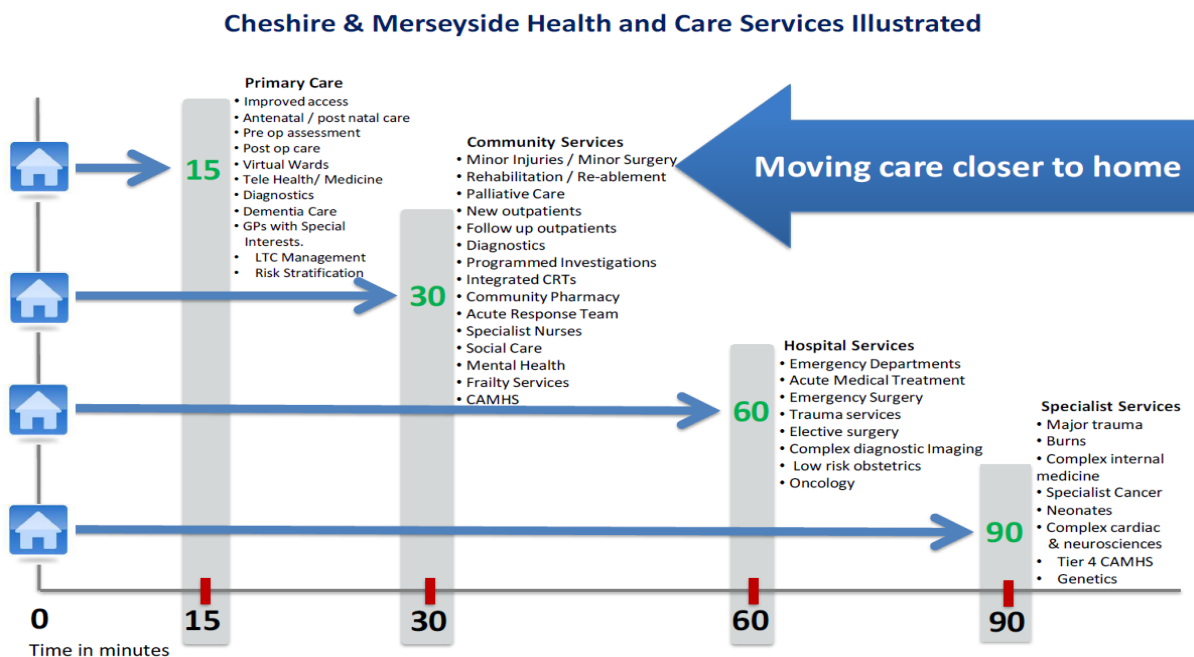 Cheshire & Merseyside Health and Care Services Illustrated
Primary Care
• Improved access
• Antenatal / post natal care
• Pre op assessment
• Post op care
• Virtual Wards
• Tele Health/ Medicine
• Diagnostics
• Dementia Care
• GPs with Special
Interests.
• LTC Management
• Risk Stratification
15
Community Services
• Minor Injuries / Minor Surgery
• Rehabilitation / Re-ablement
• Palliative Care
• New outpatients
• Follow up outpatients
• Diagnostics
• Programmed Investigations
• Integrated CRTs
• Community Pharmacy
• Acute Response Team
• Specialist Nurses
• Social Care
• Mental Health
• Frailty Services
• CAMHS
30
Moving care closer to home
Hospital Services
• Emergency Departments
• Acute Medical Treatment
• Emergency Surgery
• Trauma services
• Elective surgery
• Complex diagnostic Imaging
• Low risk obstetrics
• Oncology
60
Specialist Services
• Major trauma
• Burns
• Complex internal
medicine
• Specialist Cancer
• Neonates
• Complex cardiac
& neurosciences
• Tier 4 CAMHS
• Genetics
90
0
15
30
60
90
Time in minutes